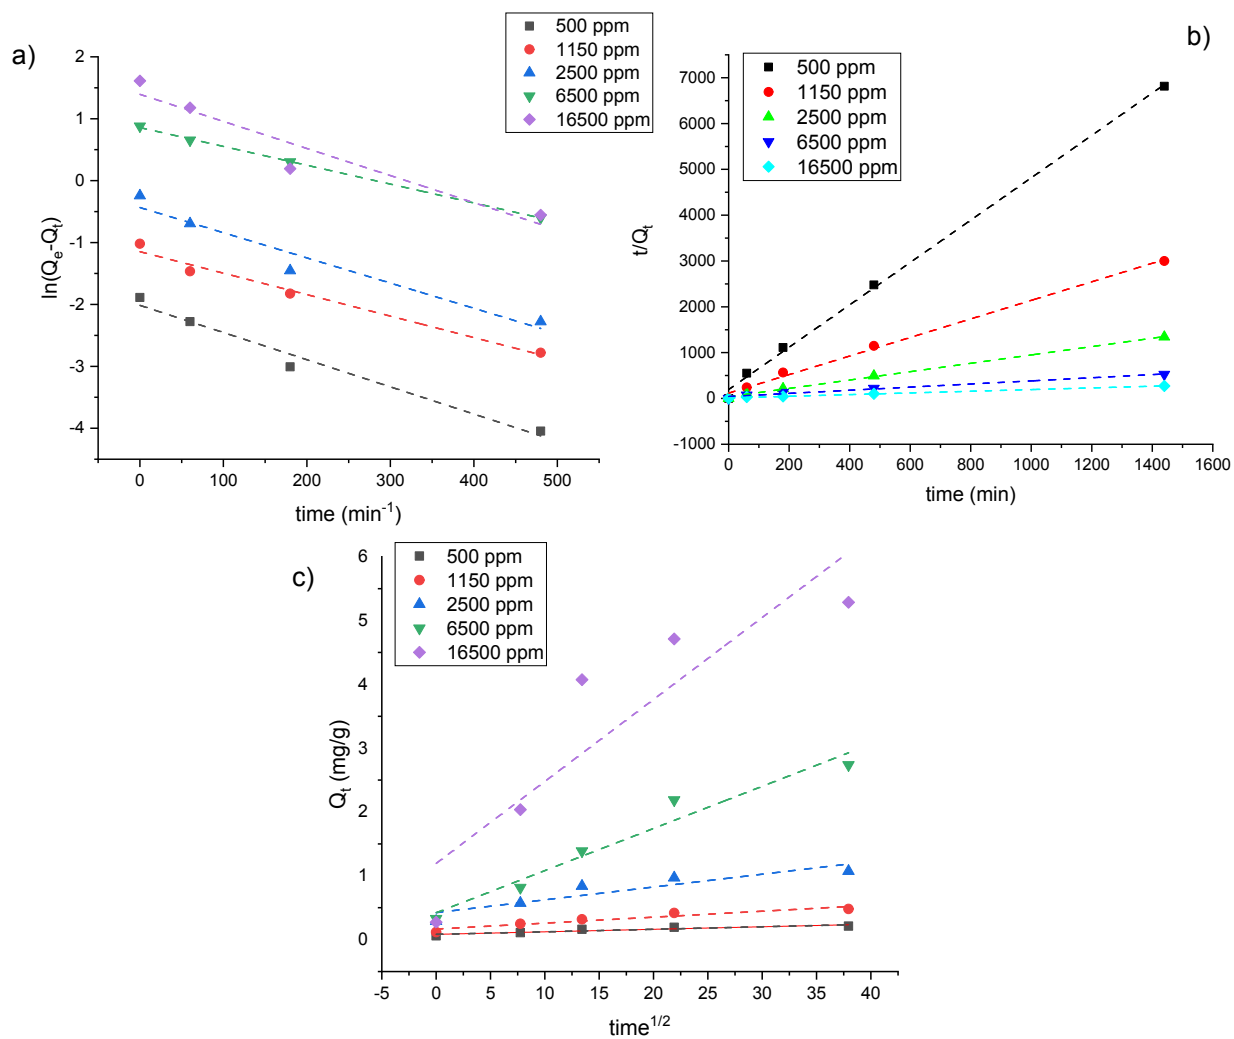 a)
500 ppm
1150 ppm
2500 ppm
6500 ppm
16500 ppm
2
1
0
-1
-2
-3
-4
ln(Qe-Qt)
0
100
200
300
400
500
time (min-1)
b)
500 ppm
1150 ppm
2500 ppm
6500 ppm
16500 ppm
7000
6000
5000
4000
3000
2000
1000
0
-1000
t/Qt
0
200
400
600
800
1000
1200
1400
1600
time (min)
c)
500 ppm
1150 ppm
2500 ppm
6500 ppm
16500 ppm
6
5
4
3
2
1
0
Qt (mg/g)
-5
0
5
10
15
20
25
30
35
40
time1/2